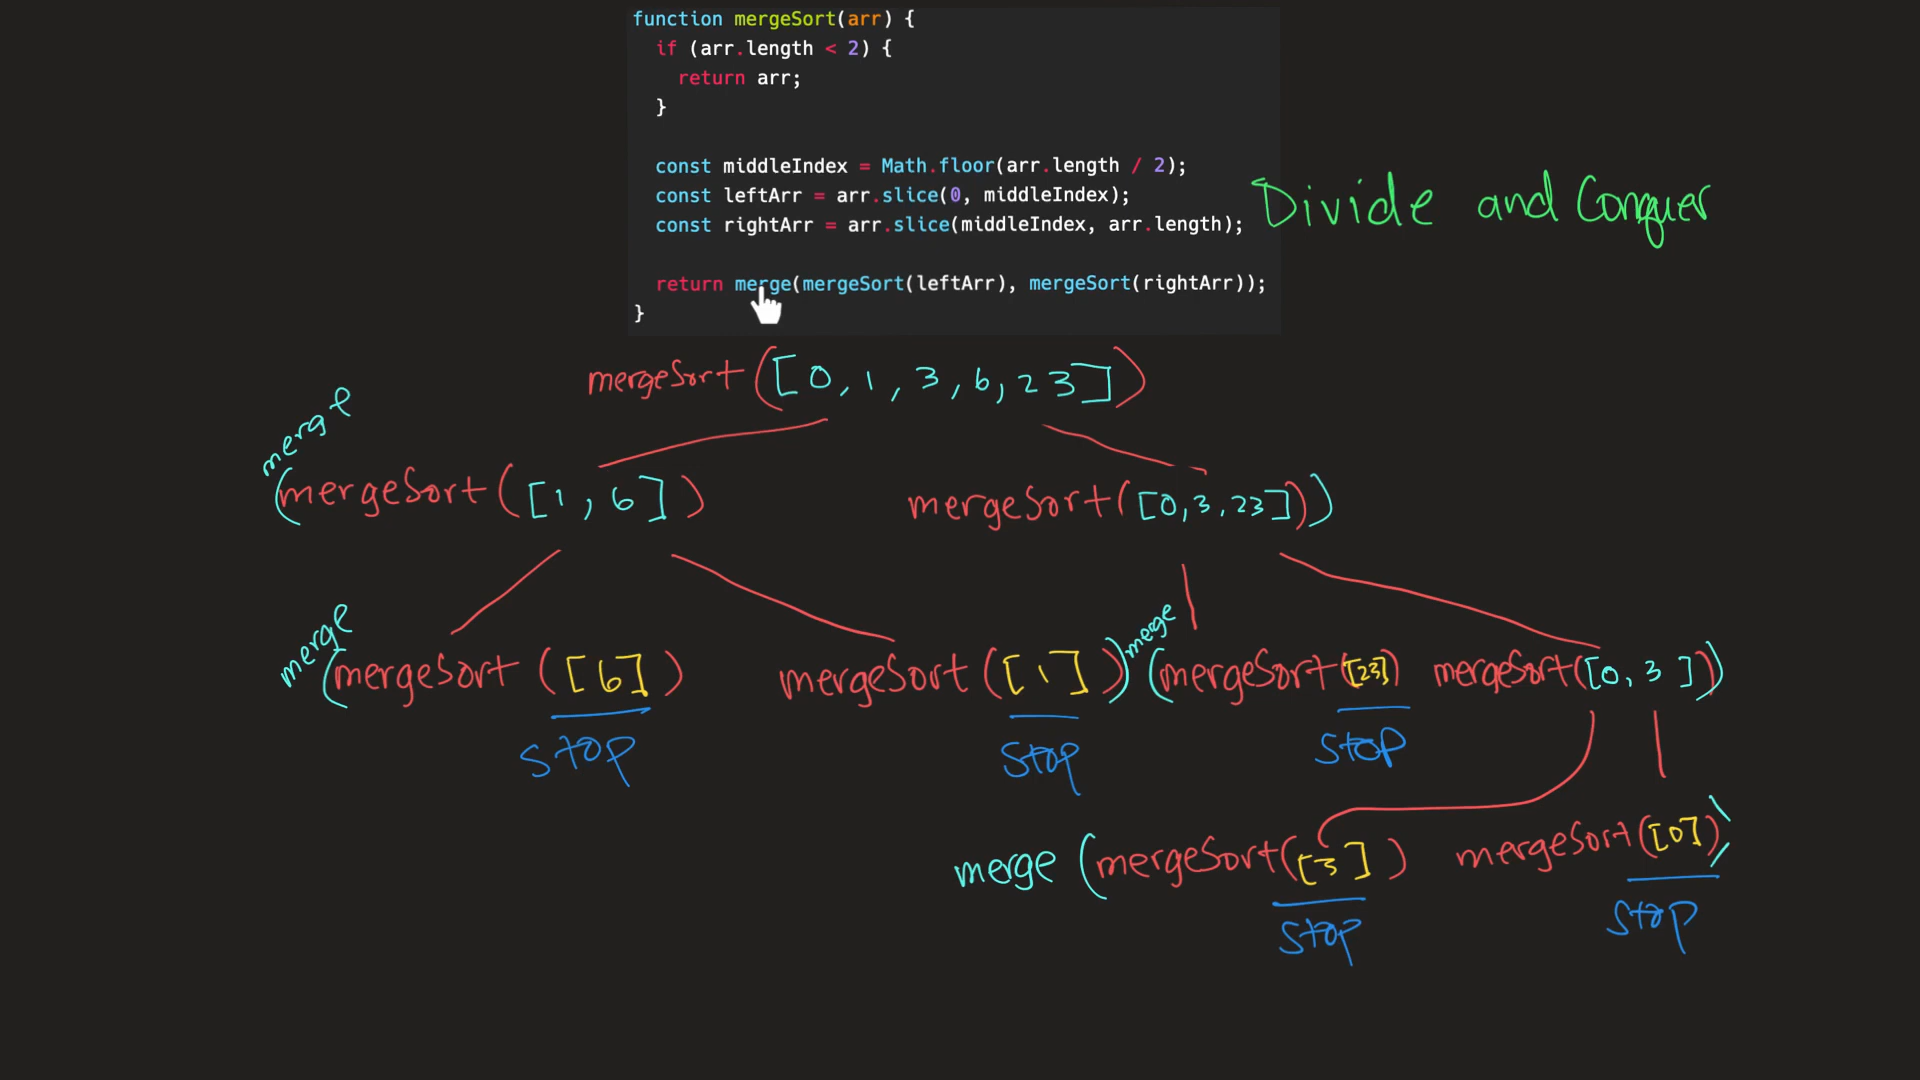 function mergeSort(arr) {
if (arr.length < 2) {
return arr;
}
const middleIndex = Math.floor(arr.length / 2);
const leftArr = arr.slice(0, middleIndex);
const rightArr = arr.slice(middleIndex, arr.length);
return merge(mergeSort(leftArr), mergeSort(rightArr));
}
Divide and Conquer
mergeSort([0,1,3,6,23])
merge
(mergeSort([1,6]) mergeSort([0,3,23]))
merge
(mergeSort([6]) mergeSort([1]))
merge
(mergeSort([23]) mergeSort([0,3]))
stop stop stop
merge (mergeSort([3]) mergeSort([0]))
stop stop